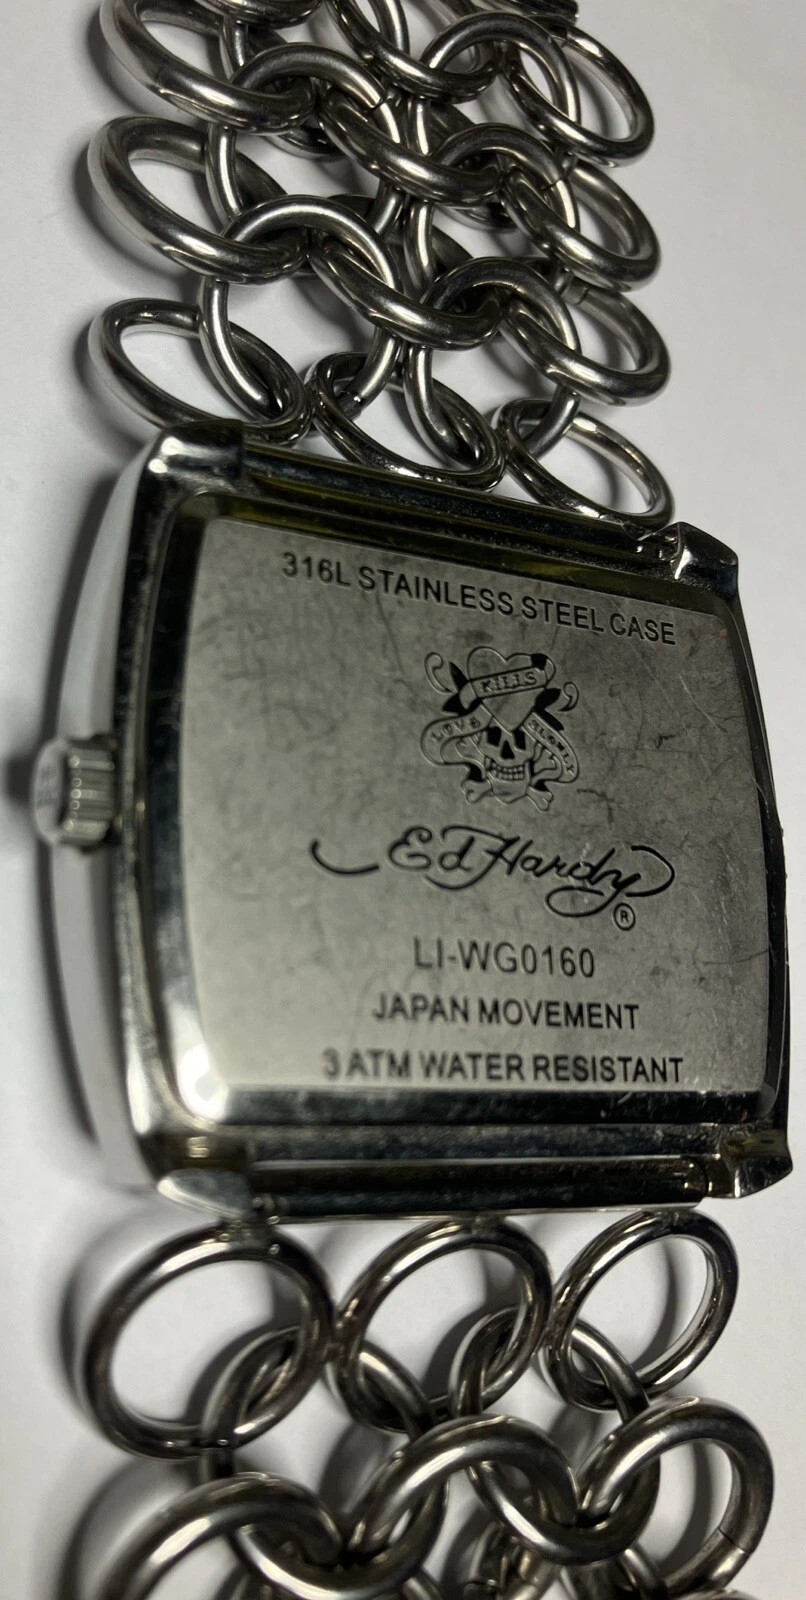 316L STAINLESS STEEL CASE
KILLS
LOVE SLOWLY
Ed Hardy
®
LI-WG0160
JAPAN MOVEMENT
3 ATM WATER RESISTANT